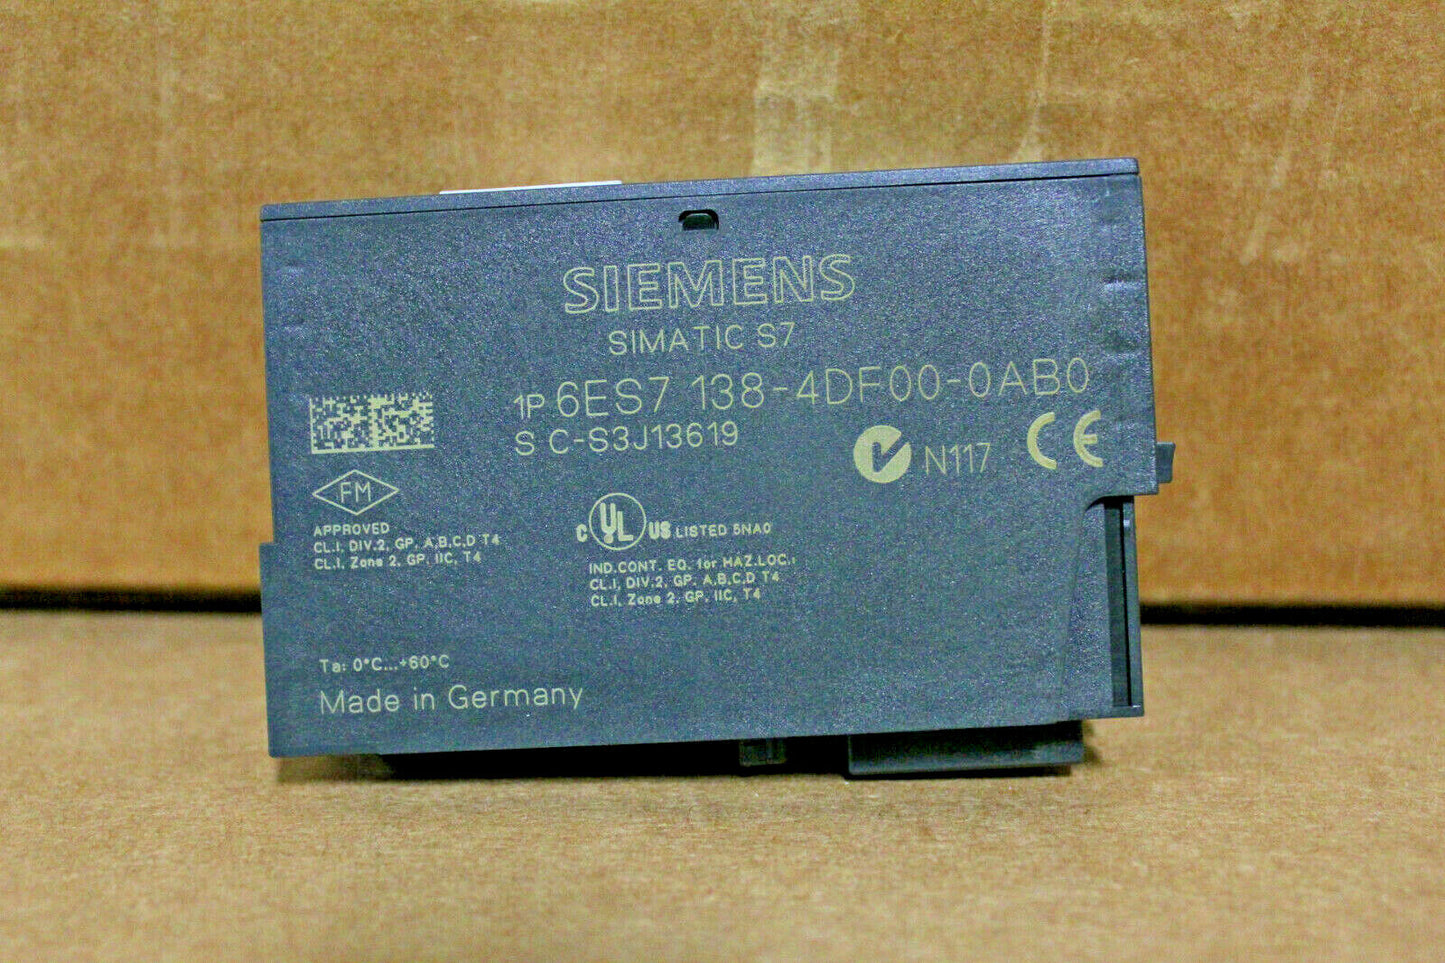 SIEMENS
SIMATIC S7
1P 6ES7 138-4DF00-0AB0
S C-S3J13619
N117
CE
FM
APPROVED
CL.I, DIV.2, GP. A,B,C,D T4
CL.I, Zone 2, GP. IIC, T4
C UL US LISTED 5NA0
IND.CONT. EQ. for HAZ.LOC.:
CL.I, DIV.2, GP. A,B,C,D T4
CL.I, Zone 2, GP. IIC, T4
Ta: 0°C...+60°C
Made in Germany